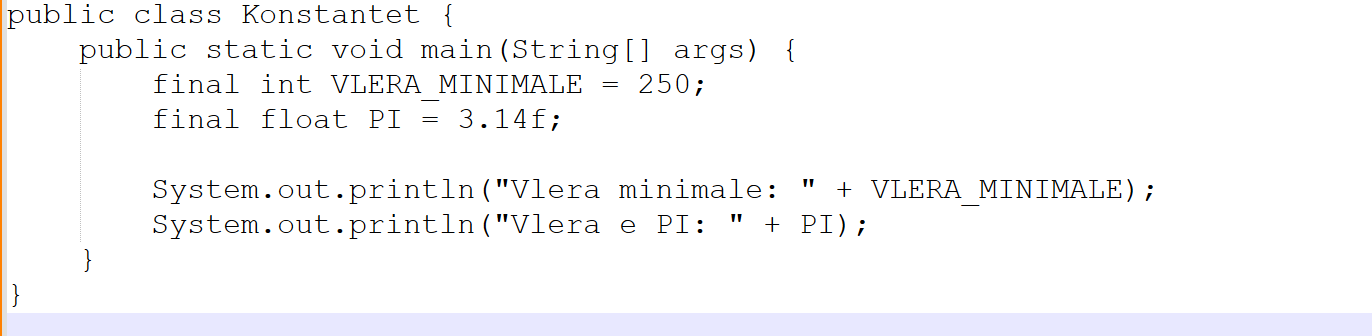 public class Konstantet {
    public static void main(String[] args) {
        final int VLERA_MINIMALE = 250;
        final float PI = 3.14f;

        System.out.println("Vlera minimale: " + VLERA_MINIMALE);
        System.out.println("Vlera e PI: " + PI);
    }
}